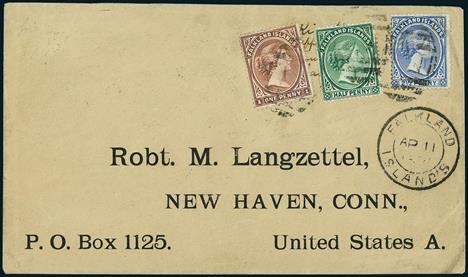 FALKLAND ISLANDS
ONE PENNY
FALKLAND ISLANDS
HALF PENNY
FALKLAND ISLANDS
FALKLAND
AP 11
ISLAND'S
Robt. M. Langzettel,
NEW HAVEN, CONN.,
P. O. Box 1125. United States A.